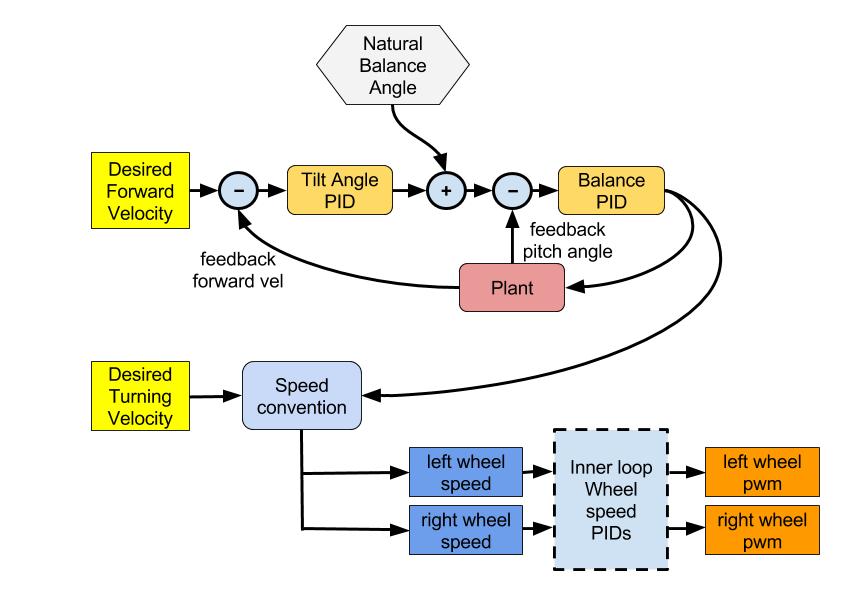 Natural
Balance
Angle
Desired
Forward
Velocity
−
Tilt Angle
PID
+
−
Balance
PID
feedback
pitch angle
feedback
forward vel
Plant
Desired
Turning
Velocity
Speed
convention
left wheel
speed
right wheel
speed
Inner loop
Wheel
speed
PIDs
left wheel
pwm
right wheel
pwm